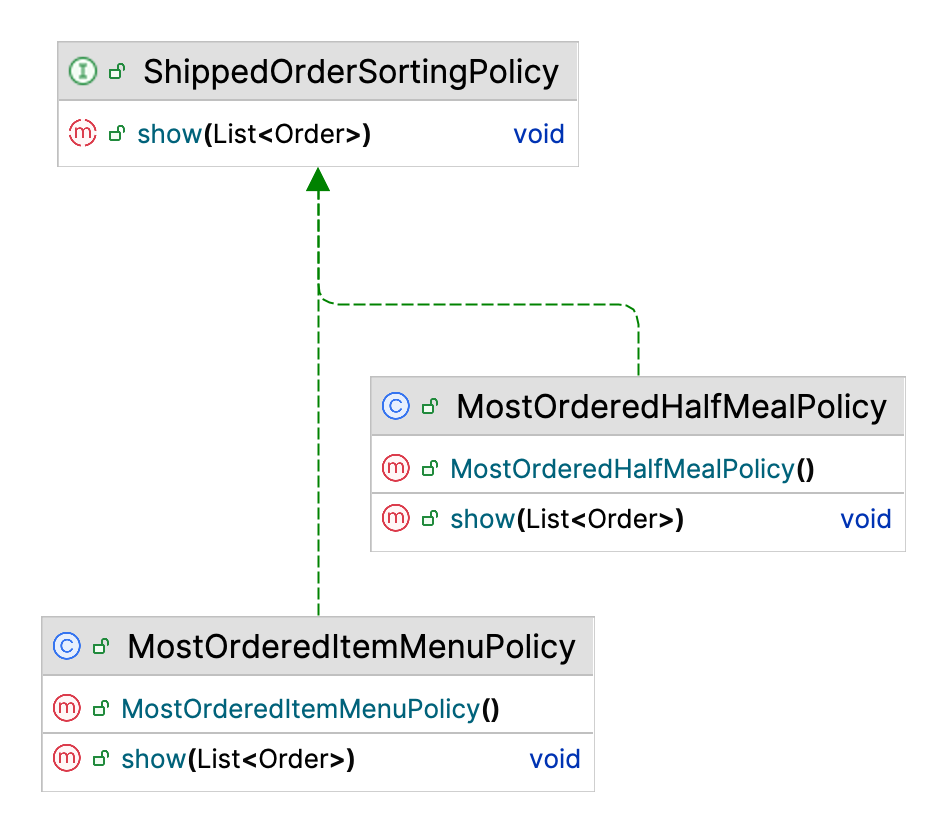 ShippedOrderSortingPolicy
show(List<Order>) void
MostOrderedHalfMealPolicy
MostOrderedHalfMealPolicy()
show(List<Order>) void
MostOrderedItemMenuPolicy
MostOrderedItemMenuPolicy()
show(List<Order>) void